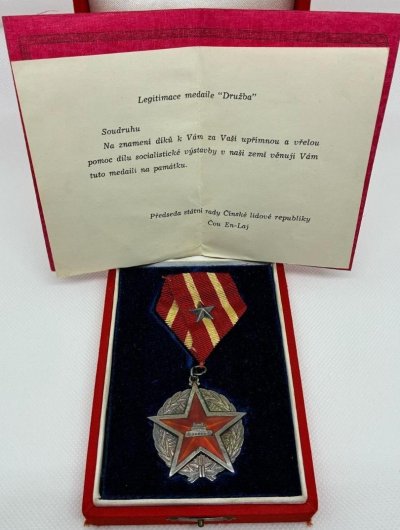 Legitimace medaile "Družba"
Soudruhu
Na znamení díků k Vám za Vaši upřímnou a vřelou
pomoc dílu socialistické výstavby v naší zemi věnuji Vám
tuto medaili na památku.
Předseda státní rady Čínské lidové republiky
Čou En-Laj